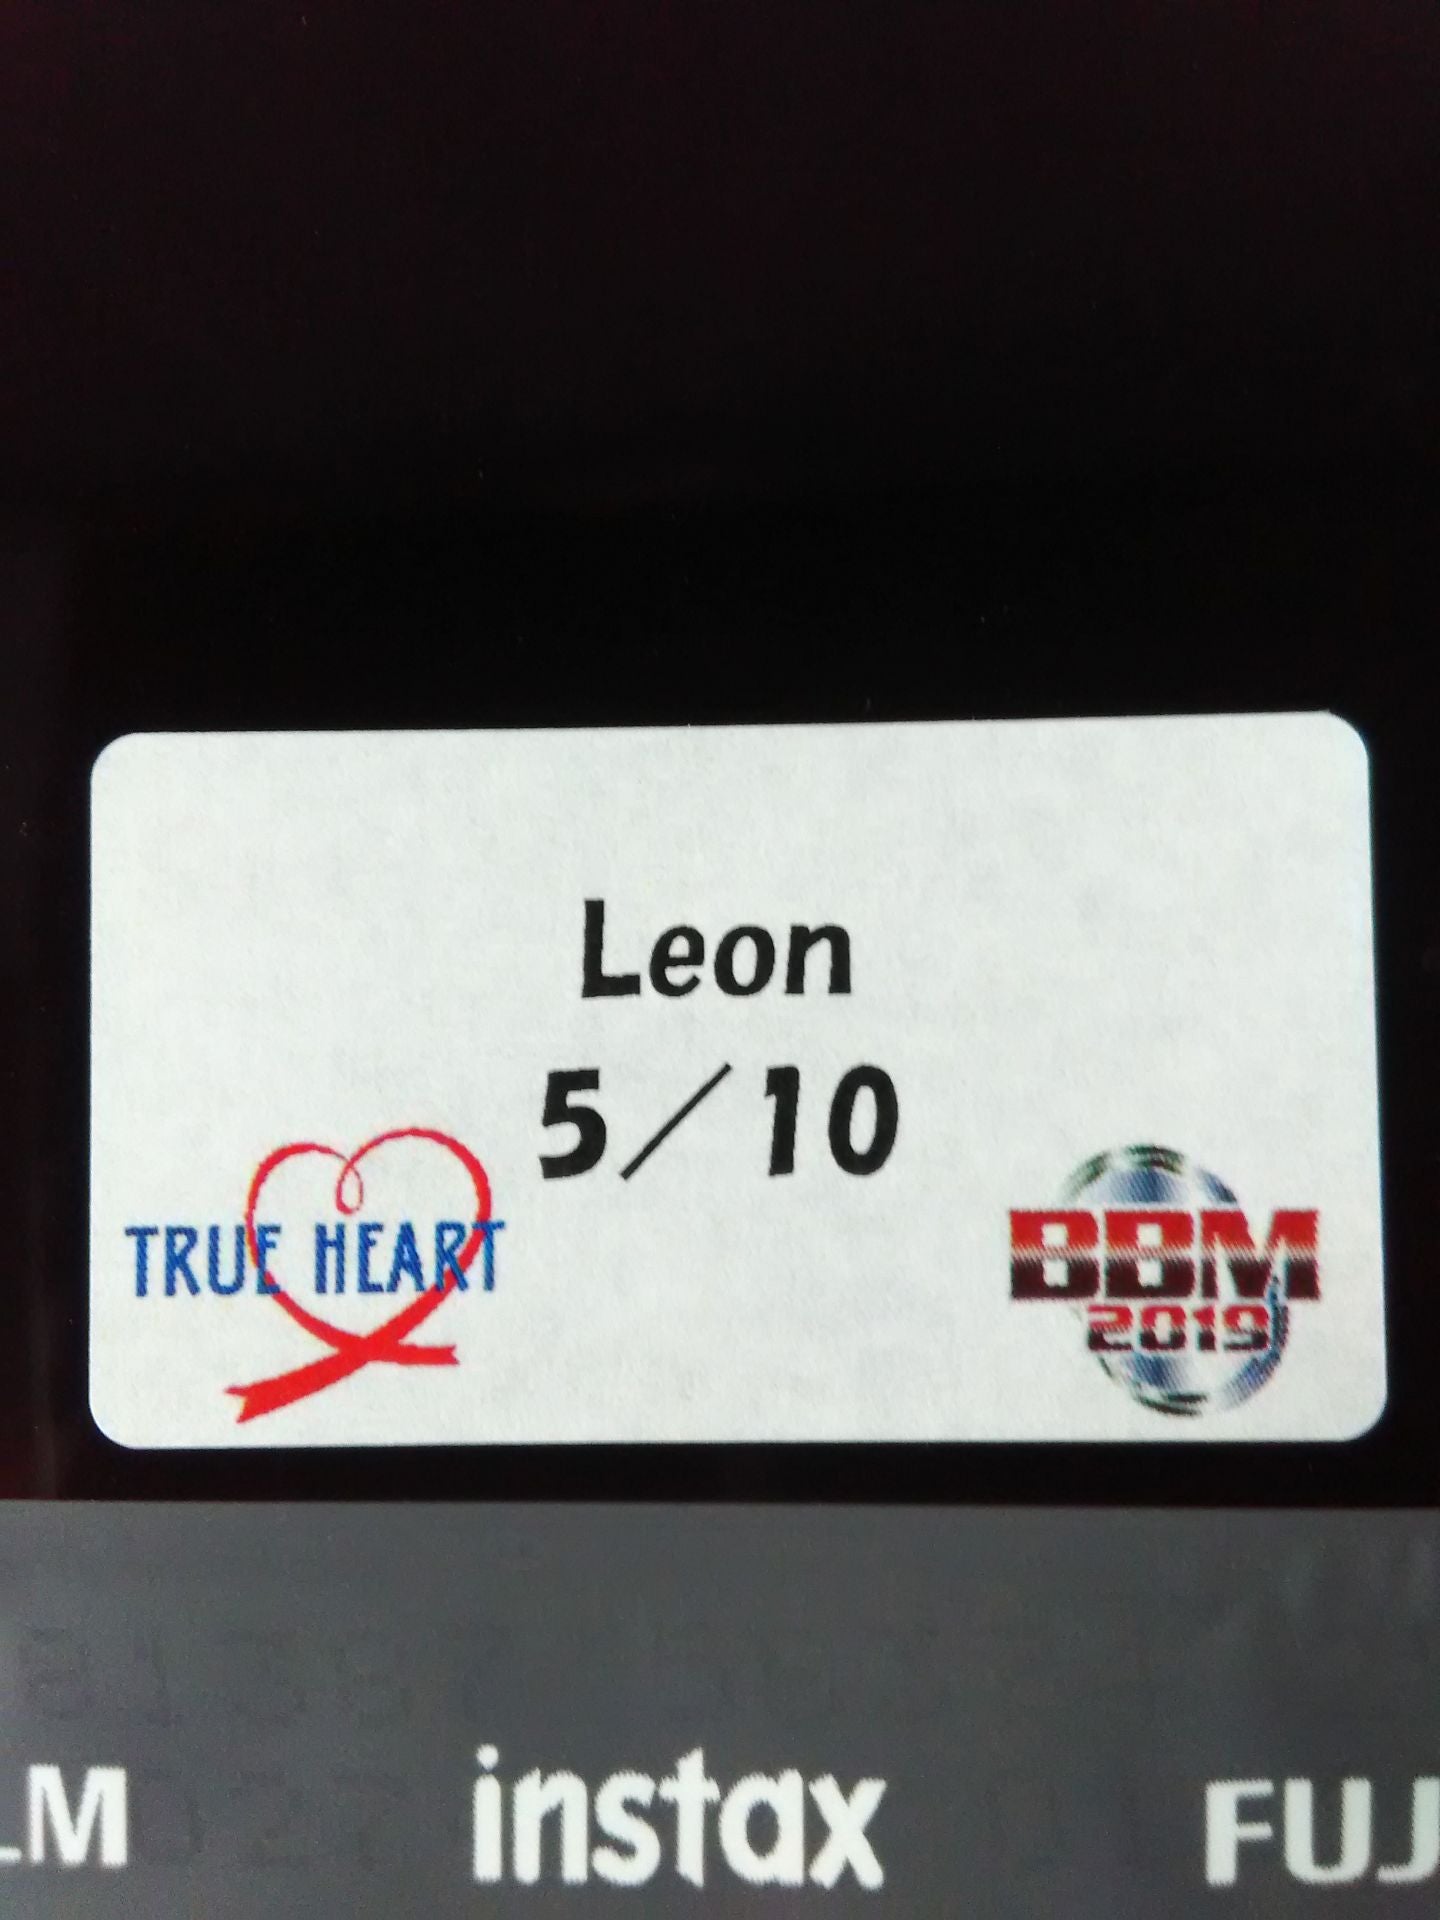 Leon
5/10
TRUE HEART
BBM
2019
LM instax FUJ